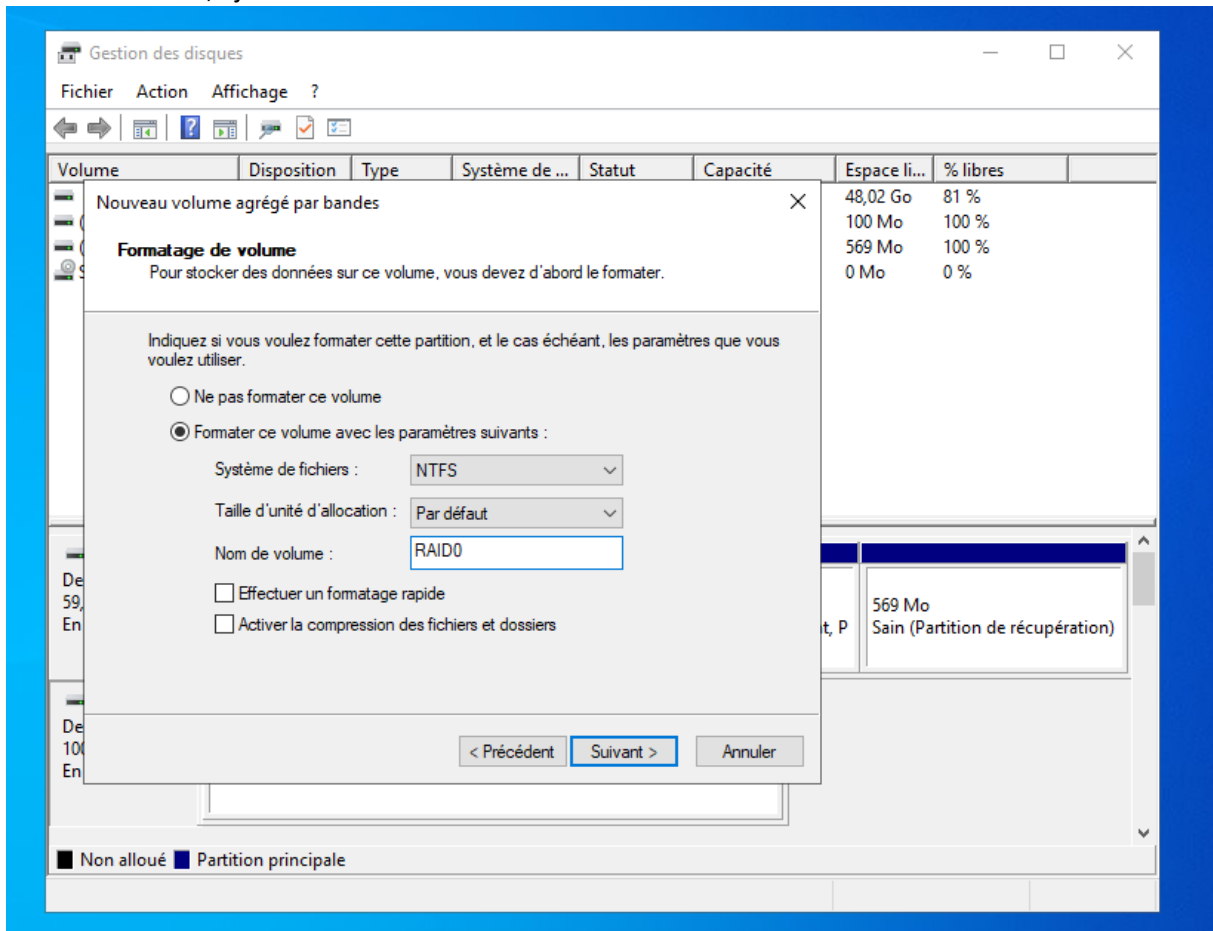 Gestion des disques
Fichier Action Affichage ?
Volume Disposition Type Système de ... Statut Capacité Espace li... % libres
48,02 Go 81 %
100 Mo 100 %
569 Mo 100 %
0 Mo 0 %
Nouveau volume agrégé par bandes
Formatage de volume
Pour stocker des données sur ce volume, vous devez d'abord le formater.
Indiquez si vous voulez formater cette partition, et le cas échéant, les paramètres que vous
voulez utiliser.
Ne pas formater ce volume
Formater ce volume avec les paramètres suivants :
Système de fichiers : NTFS
Taille d'unité d'allocation : Par défaut
Nom de volume : RAID0
Effectuer un formatage rapide
Activer la compression des fichiers et dossiers
< Précédent Suivant > Annuler
De
59,
En
569 Mo
t, P Sain (Partition de récupération)
De
100
En
Non alloué Partition principale